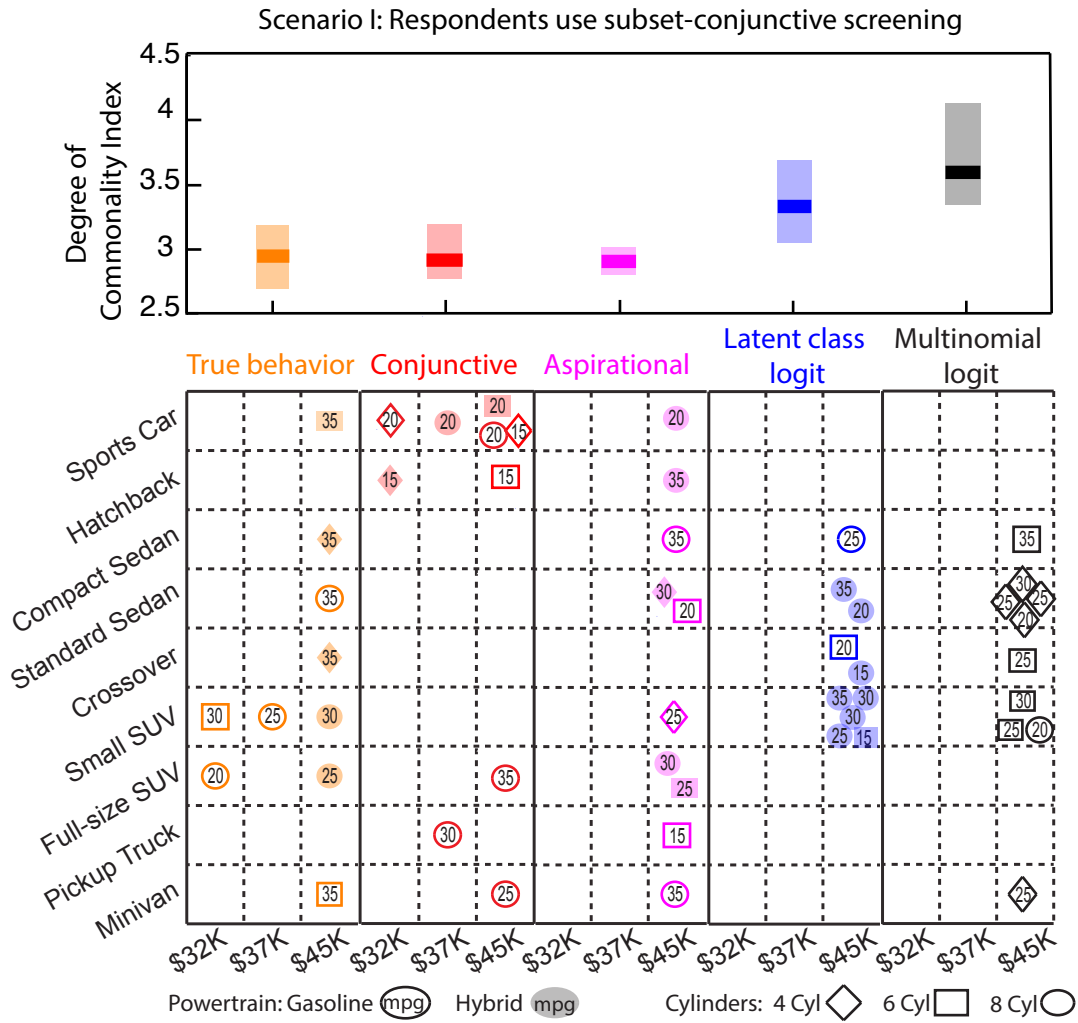 Scenario I: Respondents use subset-conjunctive screening
Degree of
Commonality Index
4.5
4
3.5
3
2.5
True behavior
Conjunctive
Aspirational
Latent class
logit
Multinomial
logit
Sports Car
35
20
20
20
20
15
20
Hatchback
15
15
35
Compact Sedan
35
35
25
35
Standard Sedan
35
30
20
35
20
30
25
25
20
Crossover
35
20
15
25
Small SUV
30
25
30
25
35
30
30
25
15
30
25
20
Full-size SUV
20
25
35
30
25
Pickup Truck
30
15
Minivan
35
25
35
25
$32K $37K $45K $32K $37K $45K $32K $37K $45K $32K $37K $45K $32K $37K $45K
Powertrain: Gasoline mpg Hybrid mpg Cylinders: 4 Cyl 6 Cyl 8 Cyl